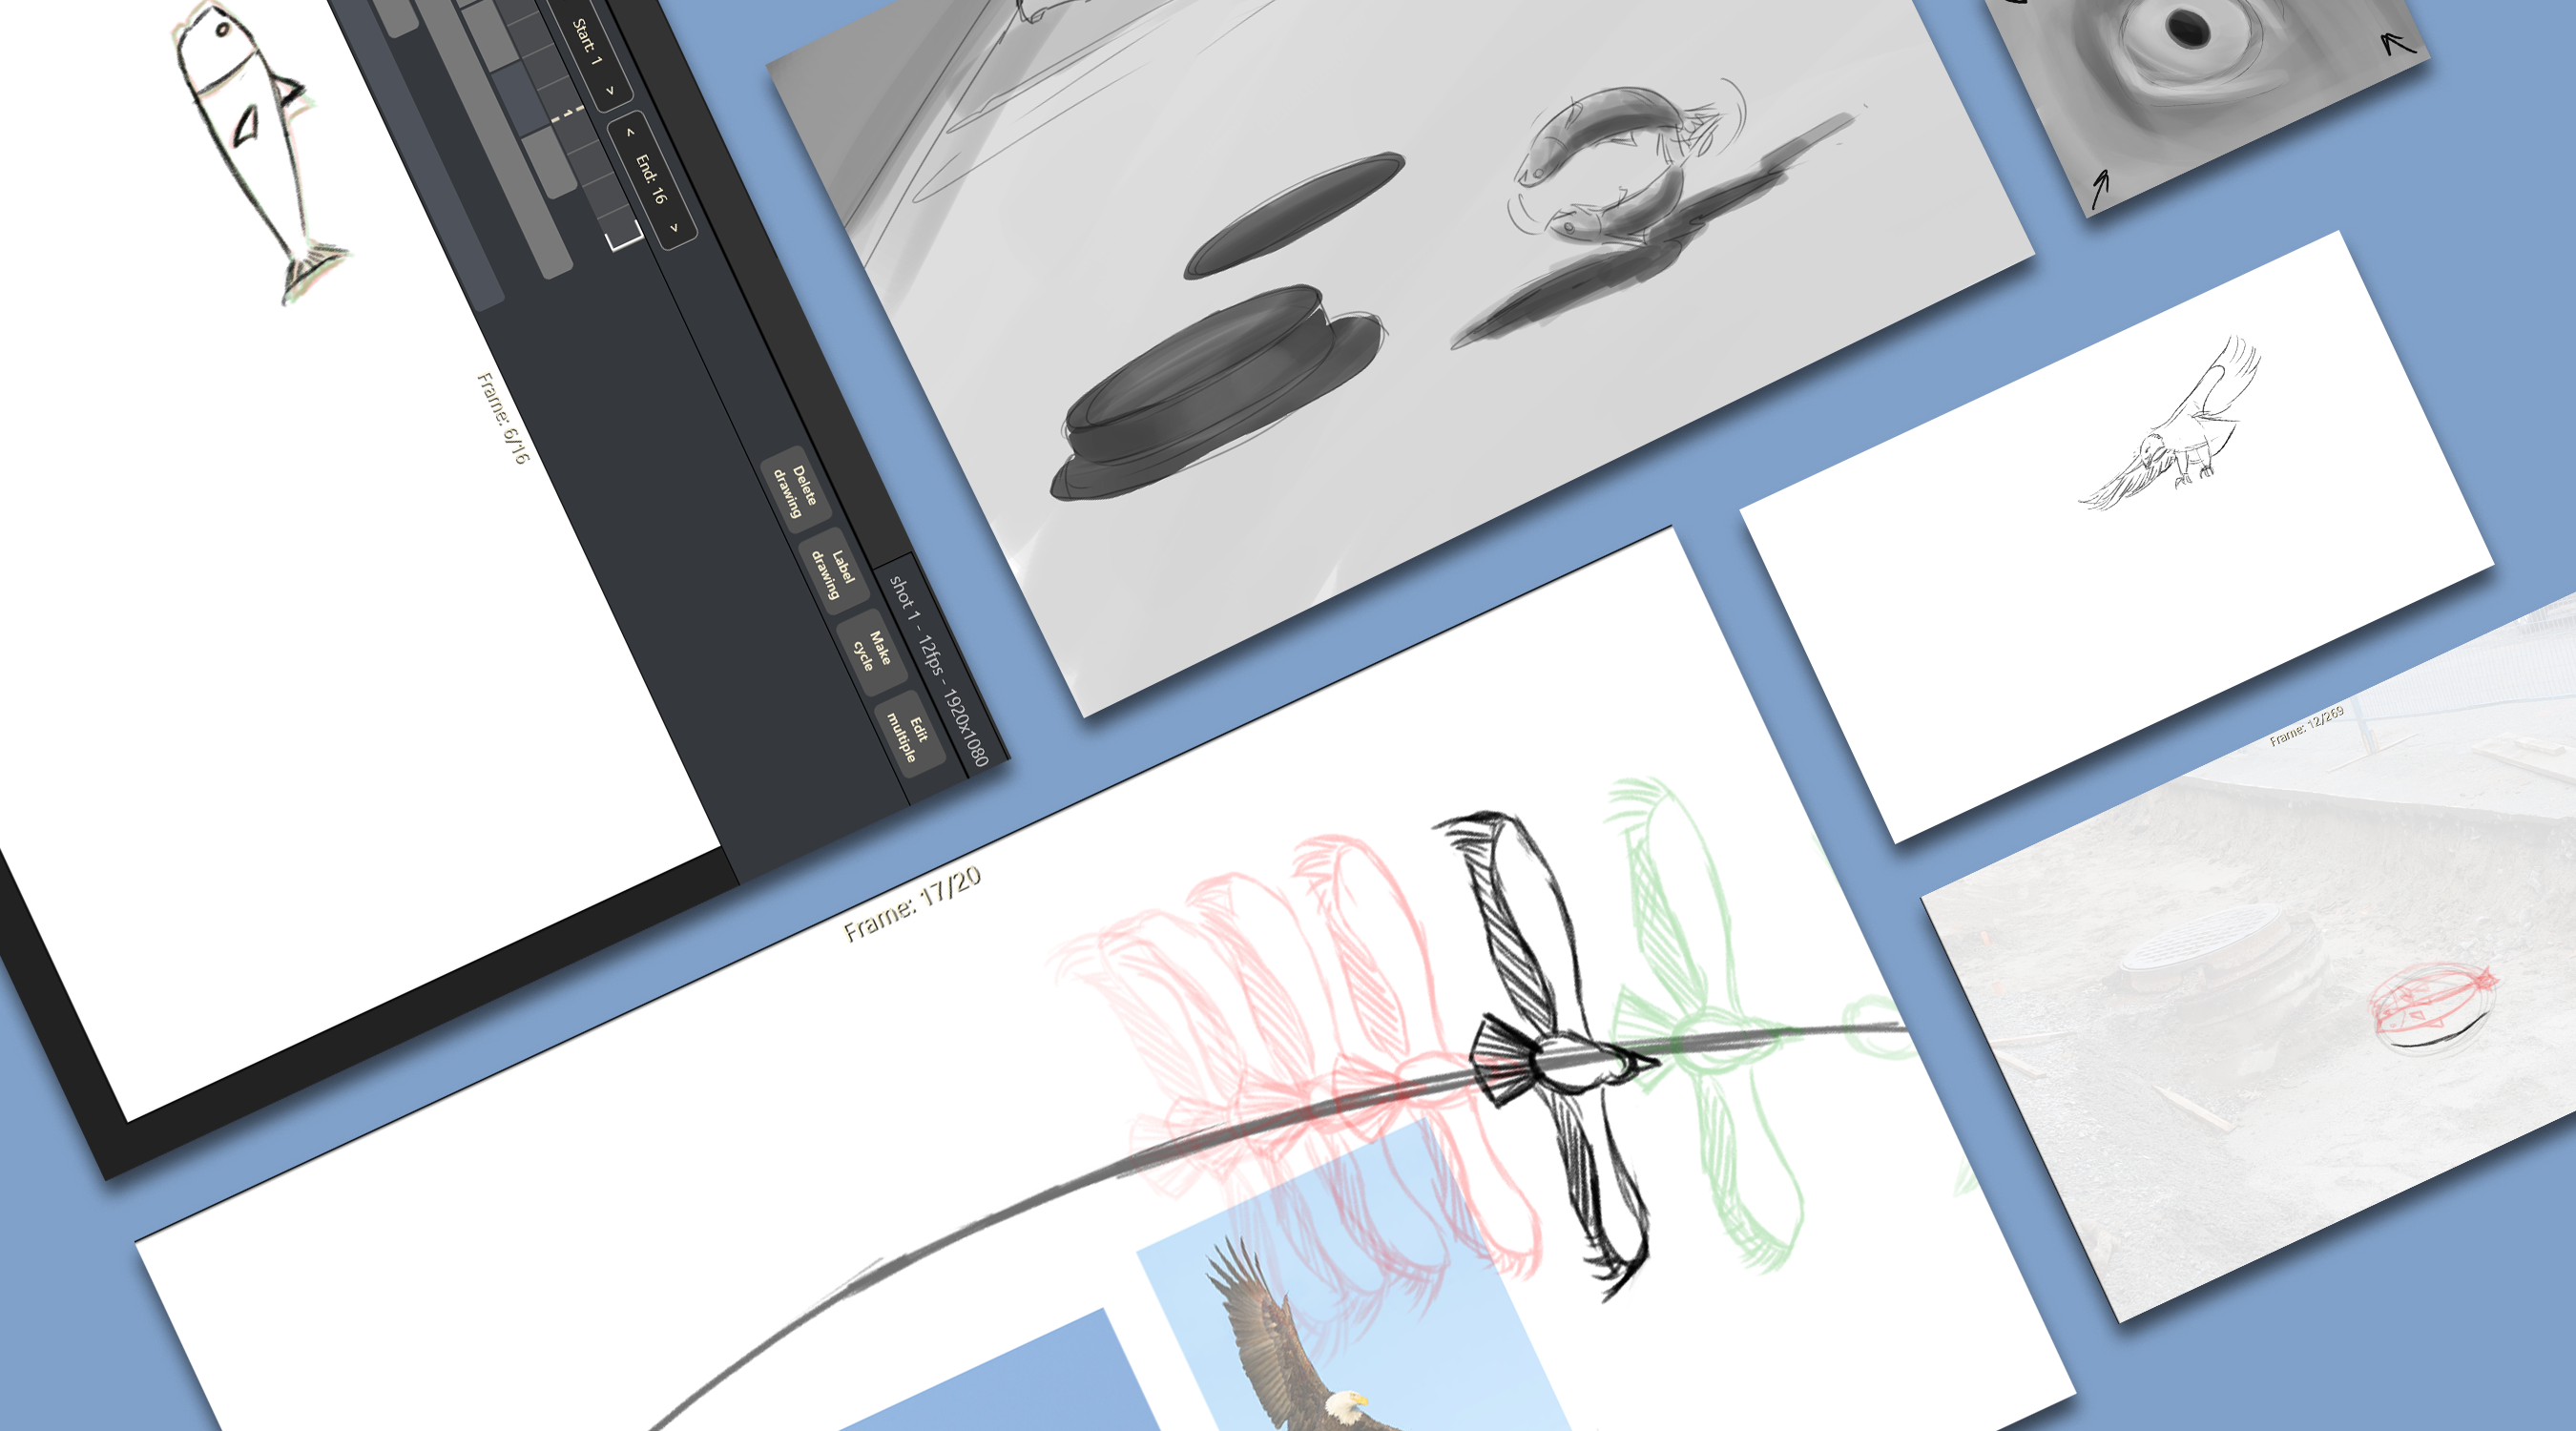 Start: 1 >
< End: 16 >
1
Frame: 6/16
Delete
drawing
Label
drawing
Make
cycle
Edit
multiple
shot 1 - 12fps - 1920x1080
Frame: 17/20
Frame: 12/269